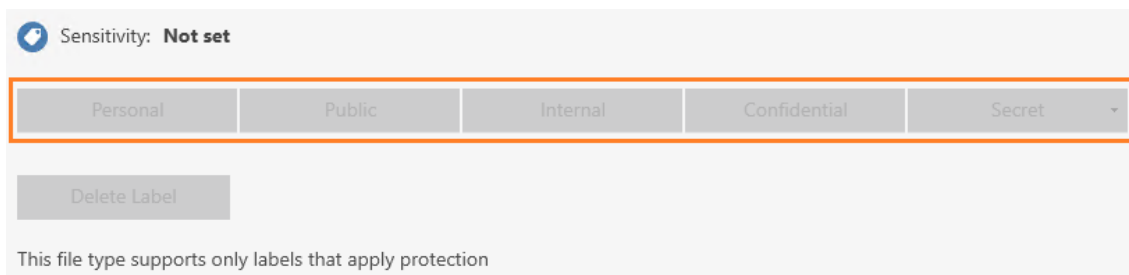 Sensitivity: Not set
Personal Public Internal Confidential Secret
Delete Label
This file type supports only labels that apply protection